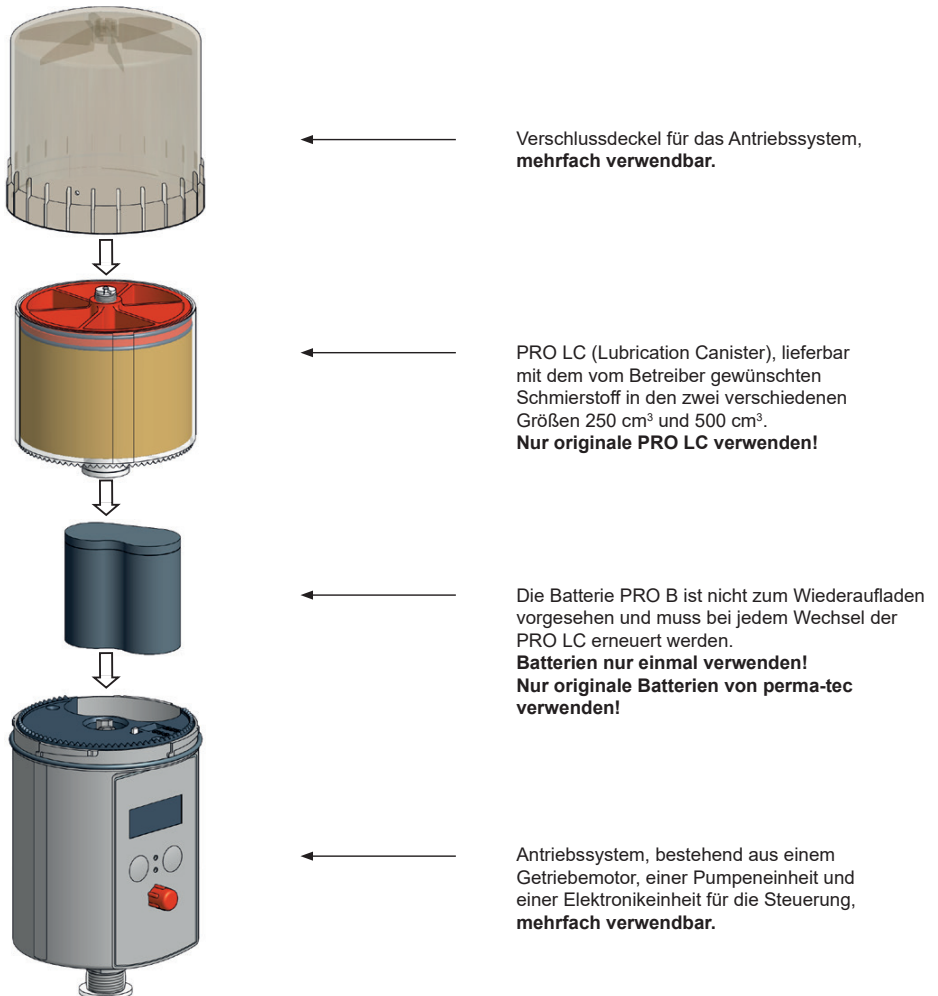 Verschlussdeckel für das Antriebssystem,
mehrfach verwendbar.
PRO LC (Lubrication Canister), lieferbar
mit dem vom Betreiber gewünschten
Schmierstoff in den zwei verschiedenen
Größen 250 cm³ und 500 cm³.
Nur originale PRO LC verwenden!
Die Batterie PRO B ist nicht zum Wiederaufladen
vorgesehen und muss bei jedem Wechsel der
PRO LC erneuert werden.
Batterien nur einmal verwenden!
Nur originale Batterien von perma-tec
verwenden!
Antriebssystem, bestehend aus einem
Getriebemotor, einer Pumpeneinheit und
einer Elektronikeinheit für die Steuerung,
mehrfach verwendbar.